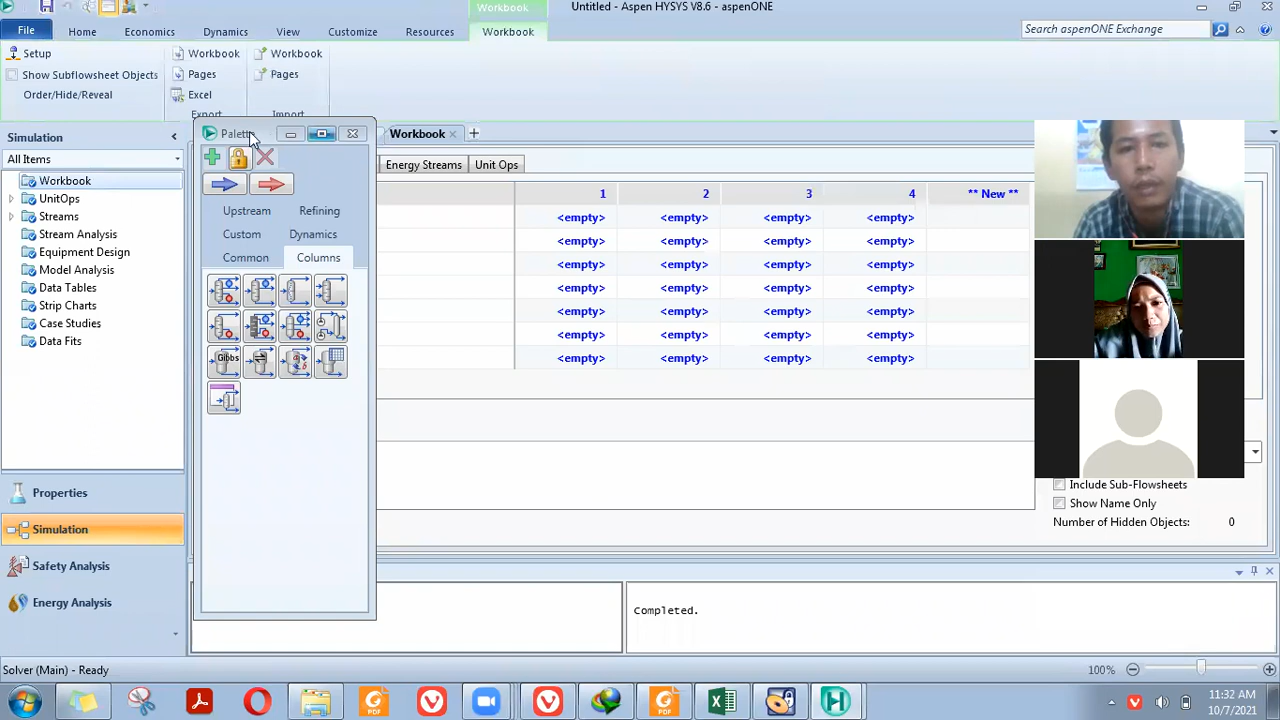 Workbook
Untitled - Aspen HYSYS V8.6 - aspenONE
File
Home
Economics
Dynamics
View
Customize
Resources
Workbook
Search aspenONE Exchange
Setup
Show Subflowsheet Objects
Order/Hide/Reveal
Workbook
Pages
Excel
Export
Workbook
Pages
Import
Simulation
All Items
Workbook
UnitOps
Streams
Stream Analysis
Equipment Design
Model Analysis
Data Tables
Strip Charts
Case Studies
Data Fits
Properties
Simulation
Safety Analysis
Energy Analysis
Upstream Refining
Custom Dynamics
Common Columns
Gibbs
Workbook
Energy Streams Unit Ops
1 2 3 4 ** New **
<empty> <empty> <empty> <empty>
<empty> <empty> <empty> <empty>
<empty> <empty> <empty> <empty>
<empty> <empty> <empty> <empty>
<empty> <empty> <empty> <empty>
<empty> <empty> <empty> <empty>
<empty> <empty> <empty> <empty>
Include Sub-Flowsheets
Show Name Only
Number of Hidden Objects: 0
Completed.
Solver (Main) - Ready
100%
PDF
PDF
11:32 AM
10/7/2021